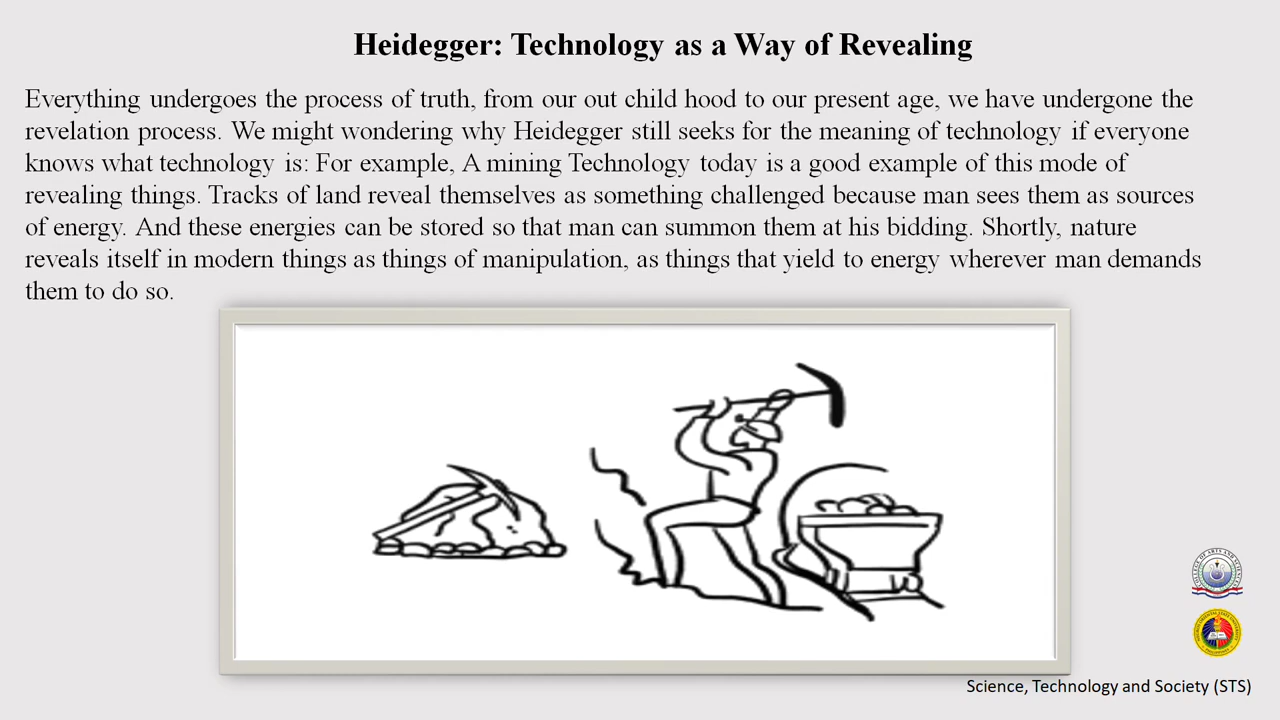 Heidegger: Technology as a Way of Revealing
Everything undergoes the process of truth, from our out child hood to our present age, we have undergone the
revelation process. We might wondering why Heidegger still seeks for the meaning of technology if everyone
knows what technology is: For example, A mining Technology today is a good example of this mode of
revealing things. Tracks of land reveal themselves as something challenged because man sees them as sources
of energy. And these energies can be stored so that man can summon them at his bidding. Shortly, nature
reveals itself in modern things as things of manipulation, as things that yield to energy wherever man demands
them to do so.
Science, Technology and Society (STS)